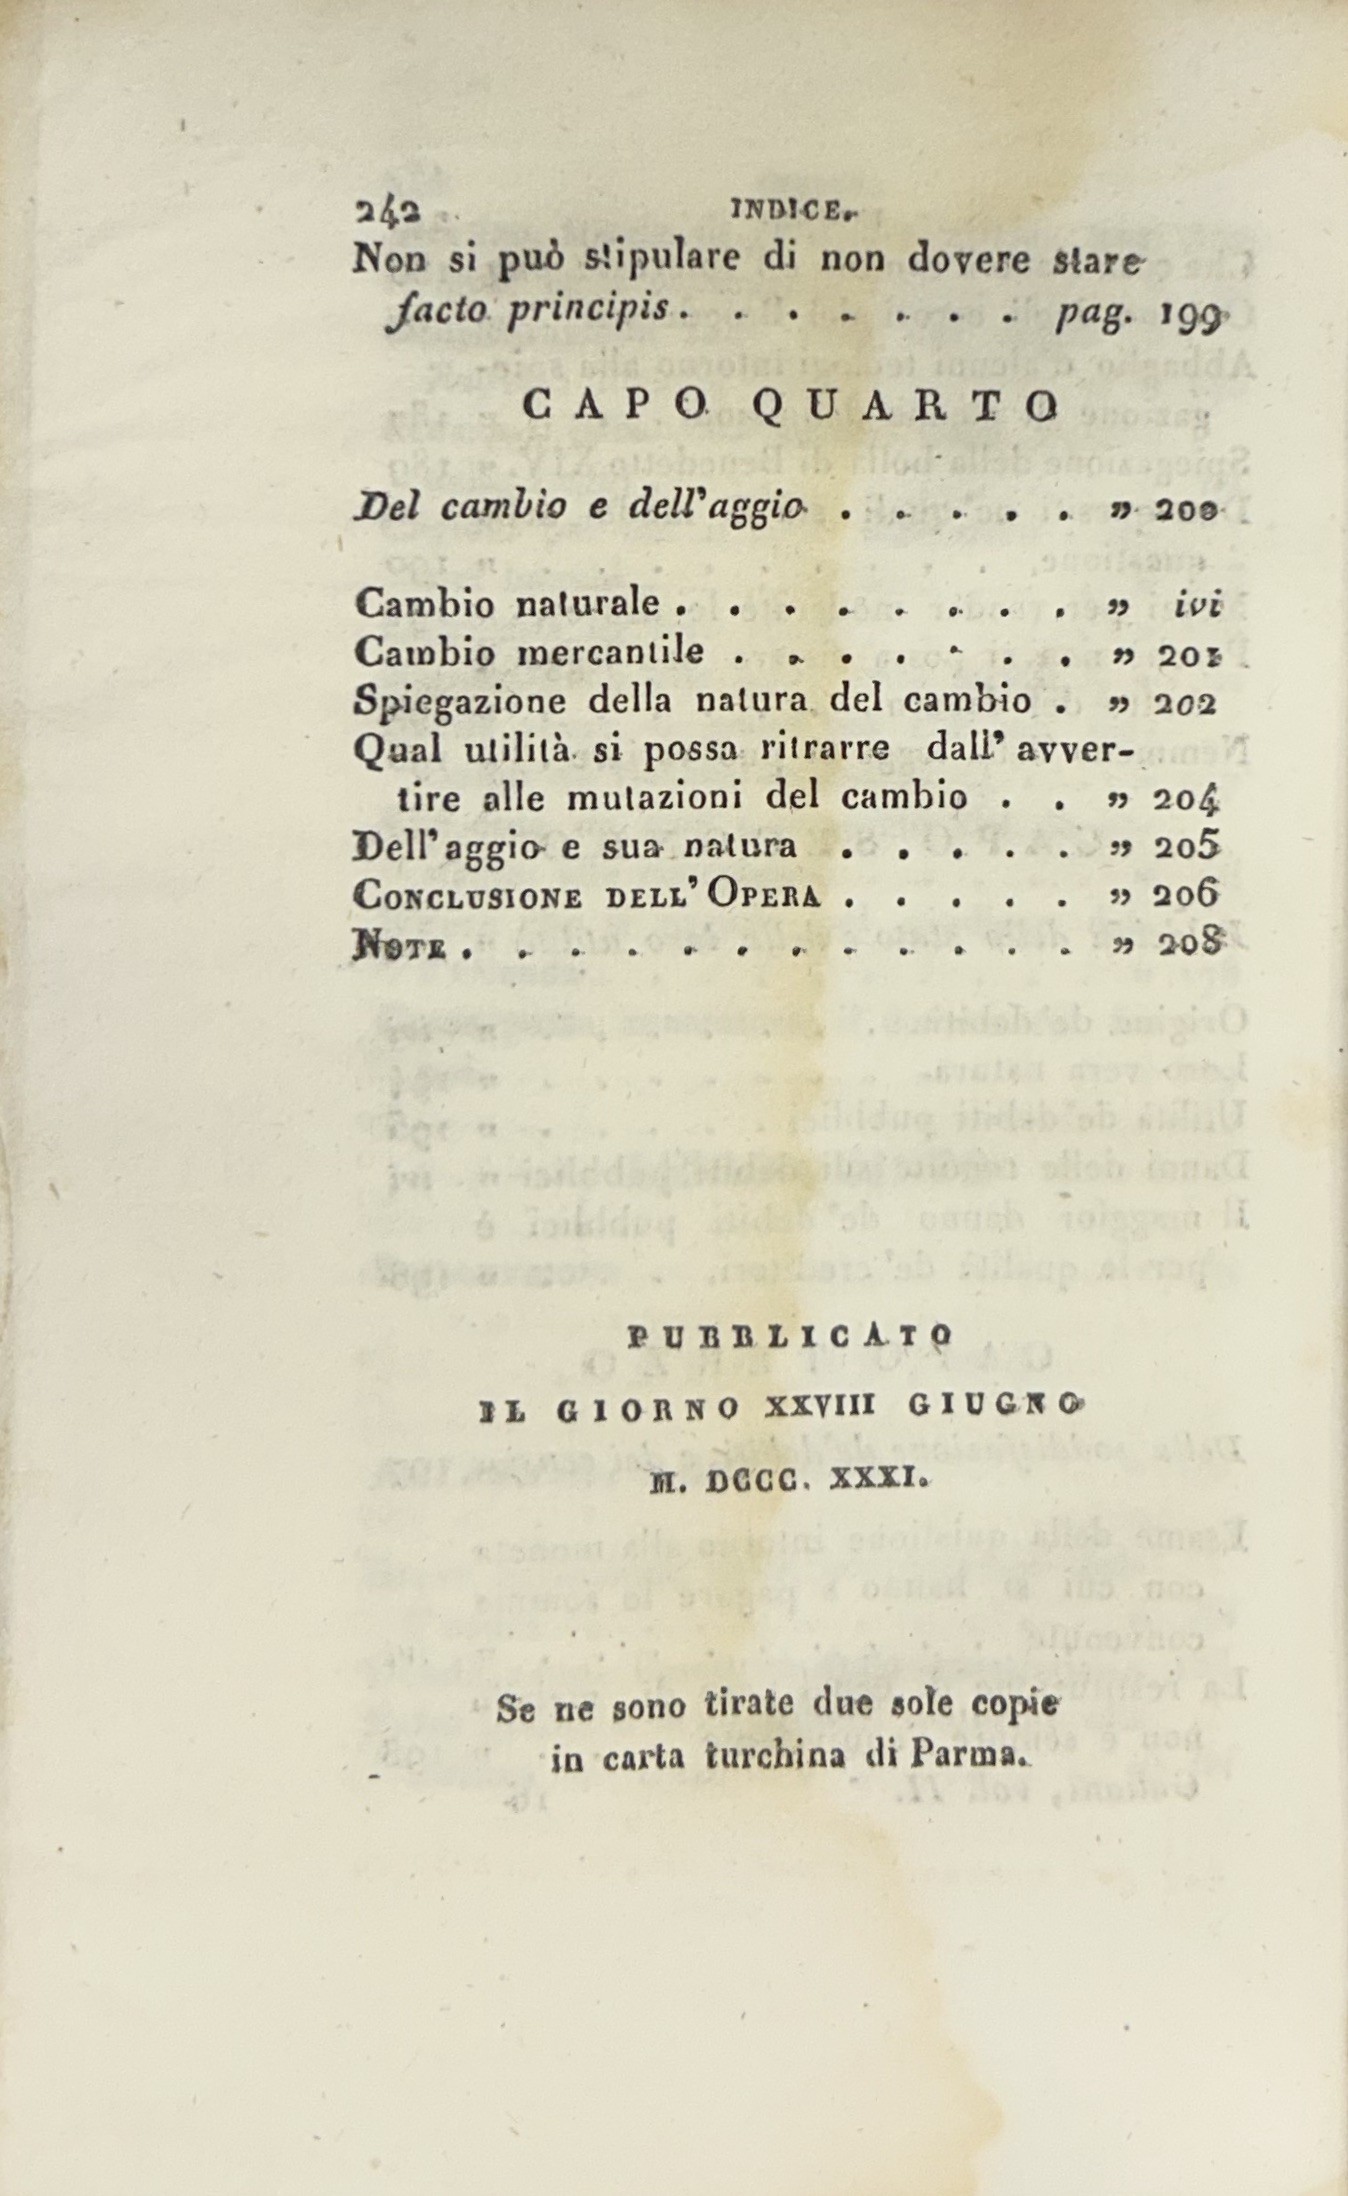 242 INDICE.
Non si può stipulare di non dovere stare
facto principis. . . . . . . pag. 199
CAPO QUARTO
Del cambio e dell'aggio . . . . . „ 200
Cambio naturale . . . . . . . . „ ivi
Cambio mercantile . . . . . . . „ 201
Spiegazione della natura del cambio . „ 202
Qual utilità si possa ritrarre dall' avver-
tire alle mutazioni del cambio . . „ 204
Dell'aggio e sua natura . . . . . „ 205
CONCLUSIONE DELL'OPERA . . . . . „ 206
NOTE . . . . . . . . . . . . „ 208
PUBBLICATO
IL GIORNO XXVIII GIUGNO
M. DCCC. XXXI.
Se ne sono tirate due sole copie
in carta turchina di Parma.